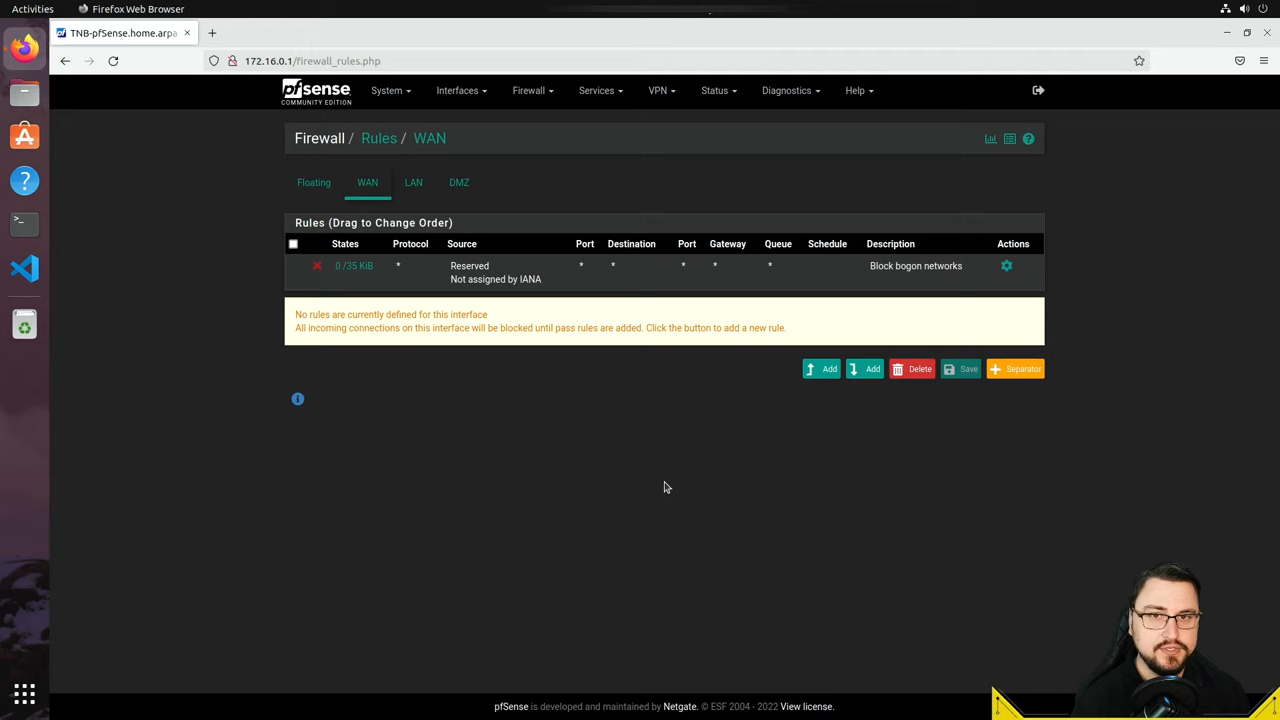 Activities Firefox Web Browser
TNB-pfSense.home.arpa
172.16.0.1/firewall_rules.php
pfsense
COMMUNITY EDITION
System Interfaces Firewall Services VPN Status Diagnostics Help
Firewall / Rules / WAN
Floating WAN LAN DMZ
Rules (Drag to Change Order)
States Protocol Source Port Destination Port Gateway Queue Schedule Description Actions
0 /35 KiB * Reserved * * * * * Block bogon networks
Not assigned by IANA
No rules are currently defined for this interface
All incoming connections on this interface will be blocked until pass rules are added. Click the button to add a new rule.
Add Add Delete Save Separator
pfSense is developed and maintained by Netgate. © ESF 2004 - 2022 View license.